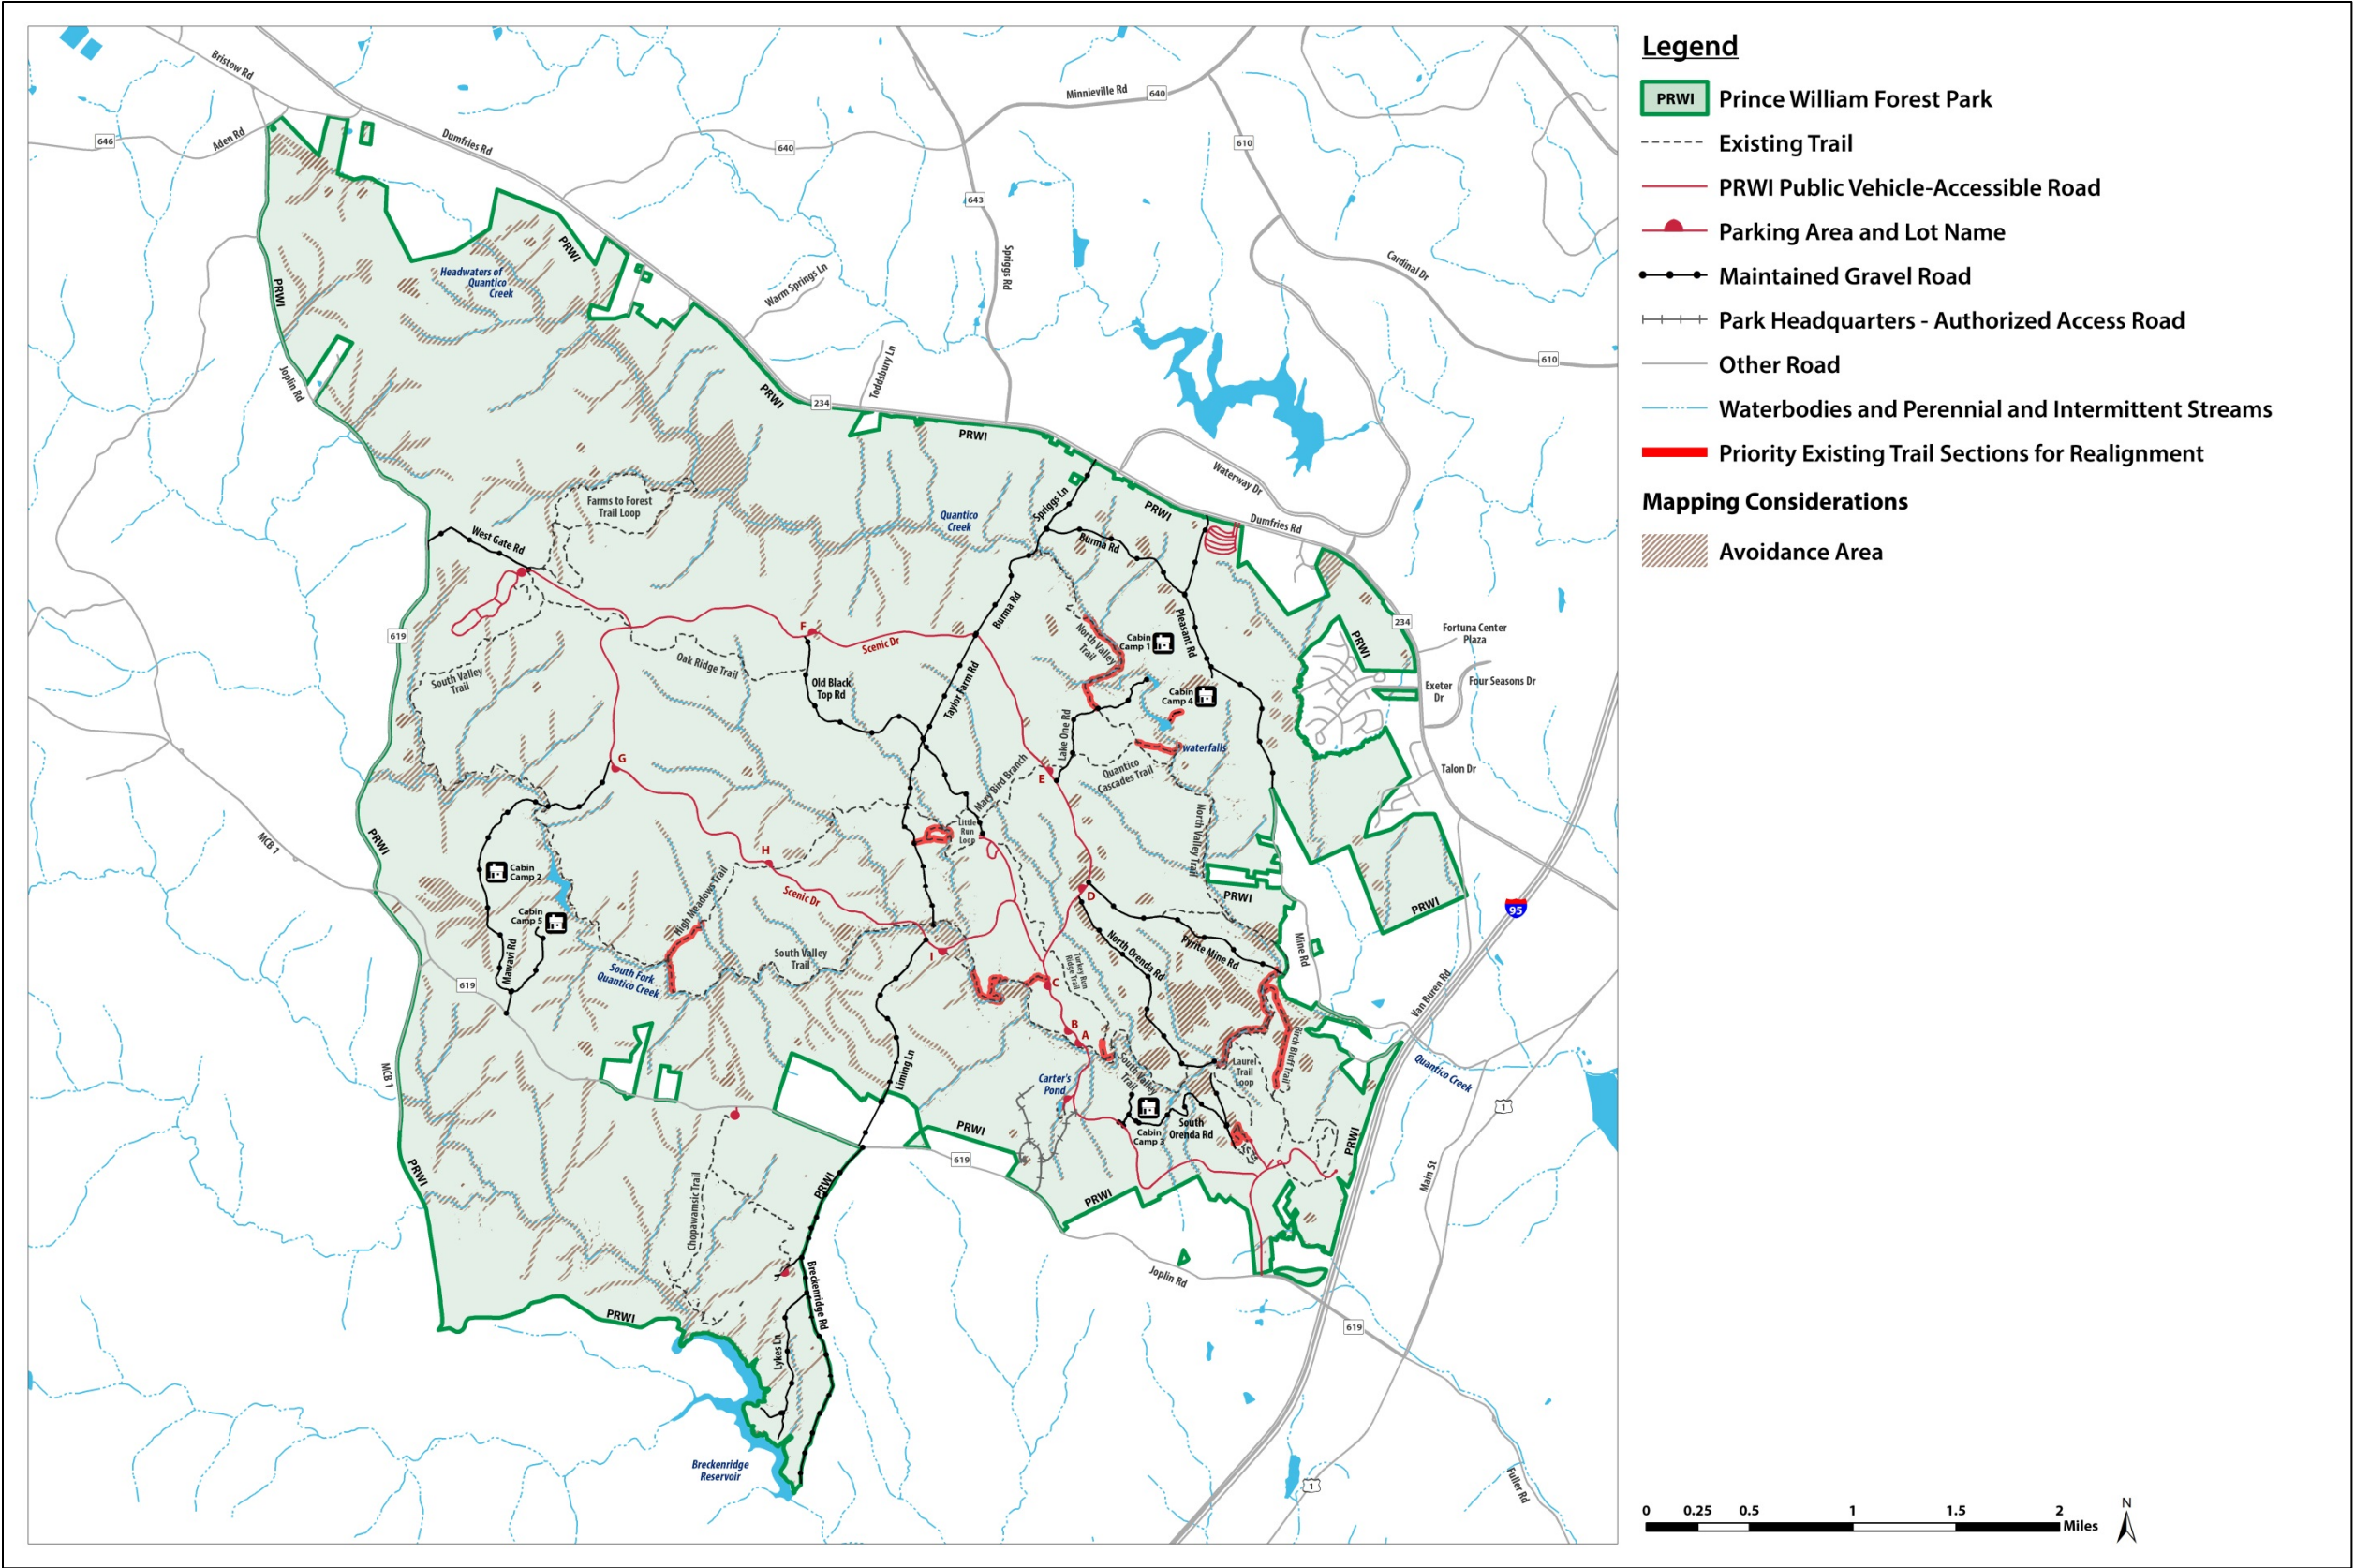 Legend
PRWI
Prince William Forest Park
Existing Trail
PRWI Public Vehicle-Accessible Road
Parking Area and Lot Name
Maintained Gravel Road
Park Headquarters - Authorized Access Road
Other Road
Waterbodies and Perennial and Intermittent Streams
Priority Existing Trail Sections for Realignment
Mapping Considerations
Avoidance Area
0
0.25
0.5
1
1.5
2
Miles
N
Bristow Rd
646
Aden Rd
Dumfries Rd
Minnieville Rd
640
640
610
643
Spriggs Rd
Cardinal Dr
610
Warm Springs Ln
Toddsbury Ln
234
PRWI
PRWI
Headwaters of
Quantico
Creek
Joplin Rd
PRWI
PRWI
Waterway Dr
Dumfries Rd
PRWI
Spriggs Ln
Burma Rd
Quantico
Creek
Farms to Forest
Trail Loop
West Gate Rd
619
South Valley
Trail
Oak Ridge Trail
F
Scenic Dr
Old Black
Top Rd
Burma Rd
Taylor Farm Rd
North Valley
Trail
Cabin
Camp 1
Pleasant Rd
Cabin
Camp 4
waterfalls
Lake One Rd
Quantico
Cascades Trail
234
PRWI
Fortuna Center
Plaza
Four Seasons Dr
Exeter
Dr
Talon Dr
G
E
Mary Bird Branch
Little
Run
Loop
North Valley Trail
MCB 1
PRWI
H
Scenic Dr
Cabin
Camp 2
Cabin
Camp 5
High Meadows Trail
D
PRWI
PRWI
95
Mine Rd
Mawavi Rd
South Fork
Quantico Creek
South Valley
Trail
I
C
Turkey Run
Ridge Trail
North Orenda Rd
Pyrite Mine Rd
Van Buren Rd
619
B
A
South Valley
Trail
Laurel
Trail
Loop
Birch Bluff Trail
Quantico Creek
MCB 1
Liming Ln
Carter's
Pond
Cabin
Camp 3
South
Orenda Rd
1
PRWI
PRWI
619
PRWI
PRWI
Main St
Chopawamsic Trail
PRWI
PRWI
Breckenridge Rd
Lykes Ln
Joplin Rd
619
Breckenridge
Reservoir
1
Fuller Rd